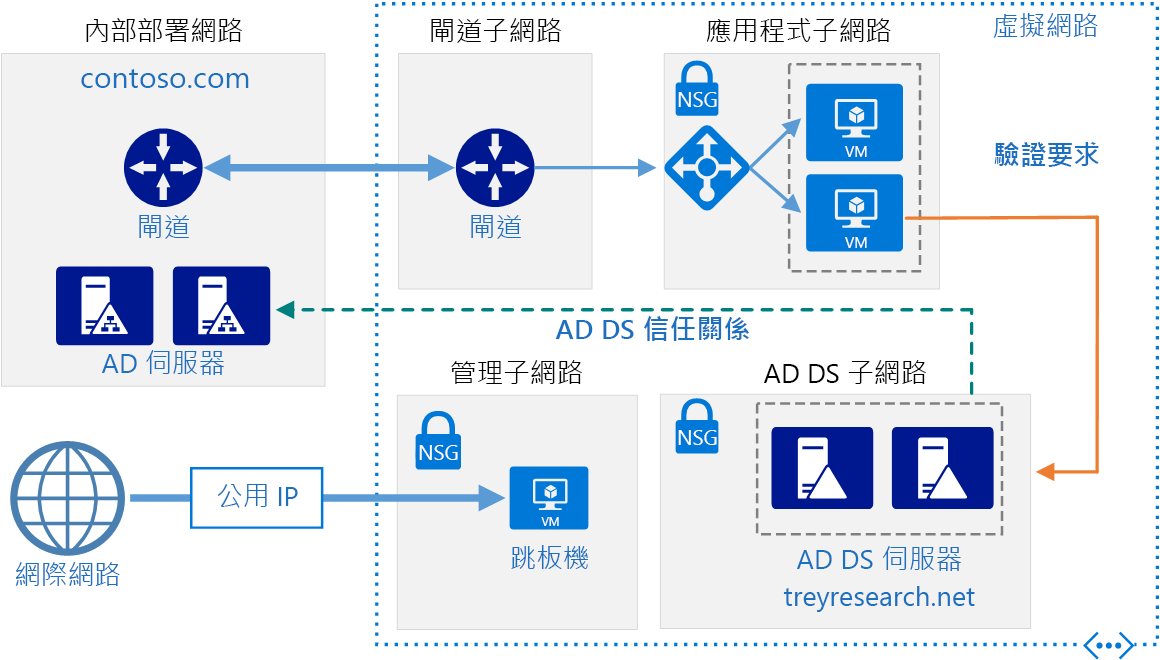 內部部署網路
contoso.com
閘道
AD 伺服器
網際網路
公用 IP
虛擬網路
閘道子網路
閘道
應用程式子網路
NSG
VM
VM
驗證要求
AD DS 信任關係
管理子網路
NSG
VM
跳板機
AD DS 子網路
NSG
AD DS 伺服器
treyresearch.net